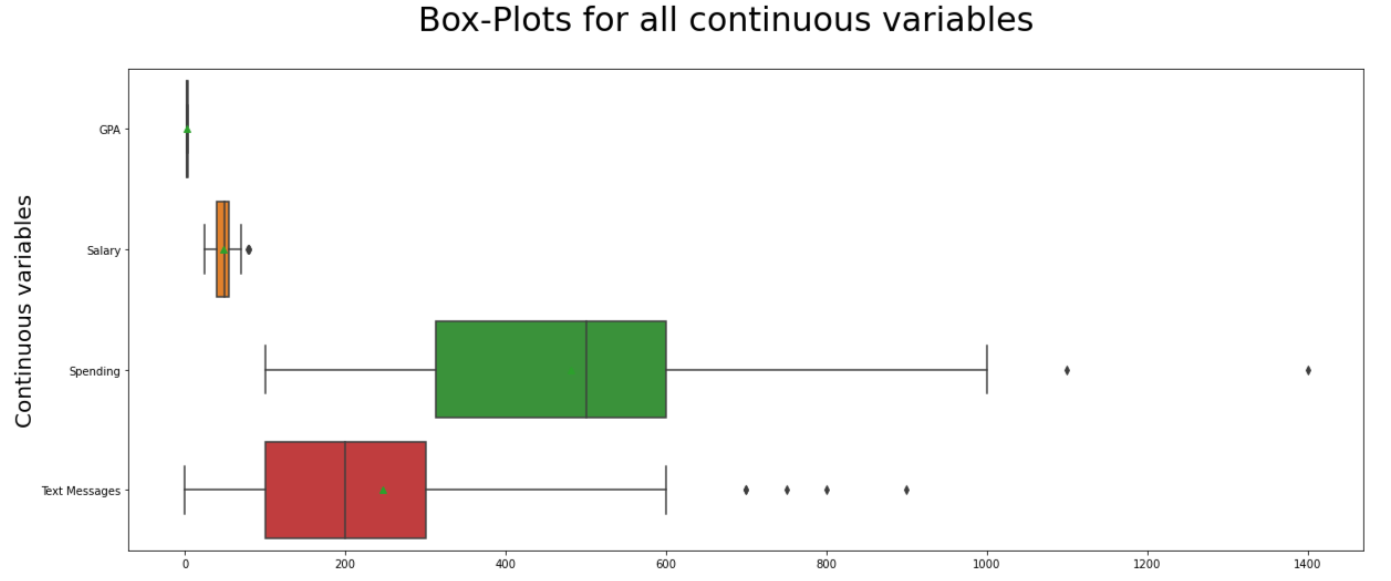 Box-Plots for all continuous variables
Continuous variables
GPA
Salary
Spending
Text Messages
0 200 400 600 800 1000 1200 1400